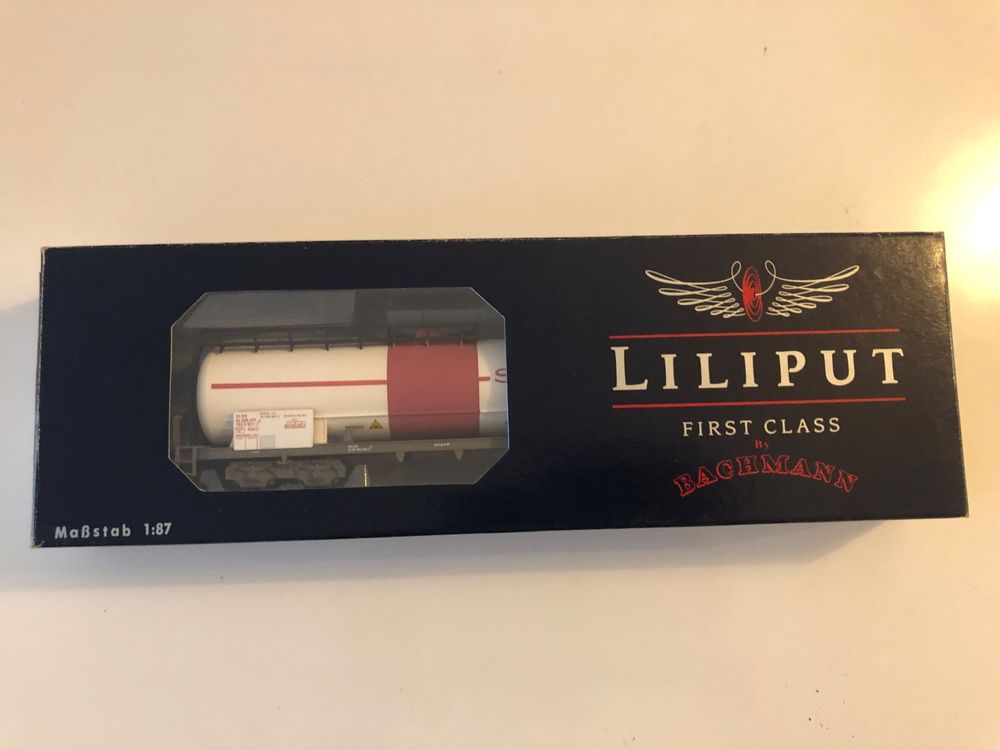 LILIPUT
FIRST CLASS
By
BACHMANN
S
Maßstab 1:87